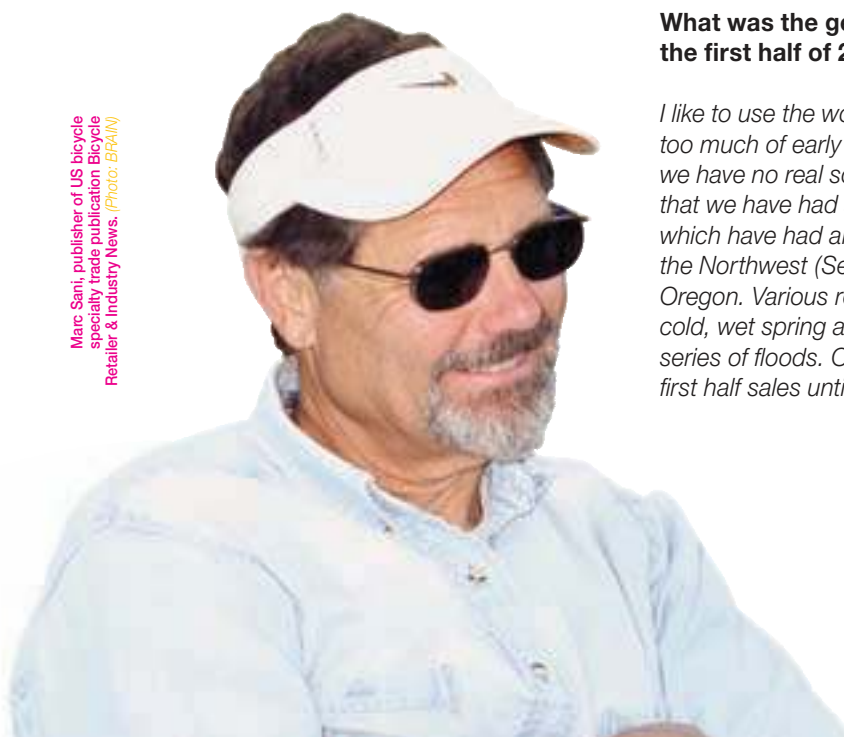 Marc Sani, publisher of US bicycle
specialty trade publication Bicycle
Retailer & Industry News. (Photo: BRAIN)
What was the ge
the first half of 2
I like to use the wo
too much of early
we have no real so
that we have had
which have had a
the Northwest (Se
Oregon. Various re
cold, wet spring a
series of floods.
first half sales unti